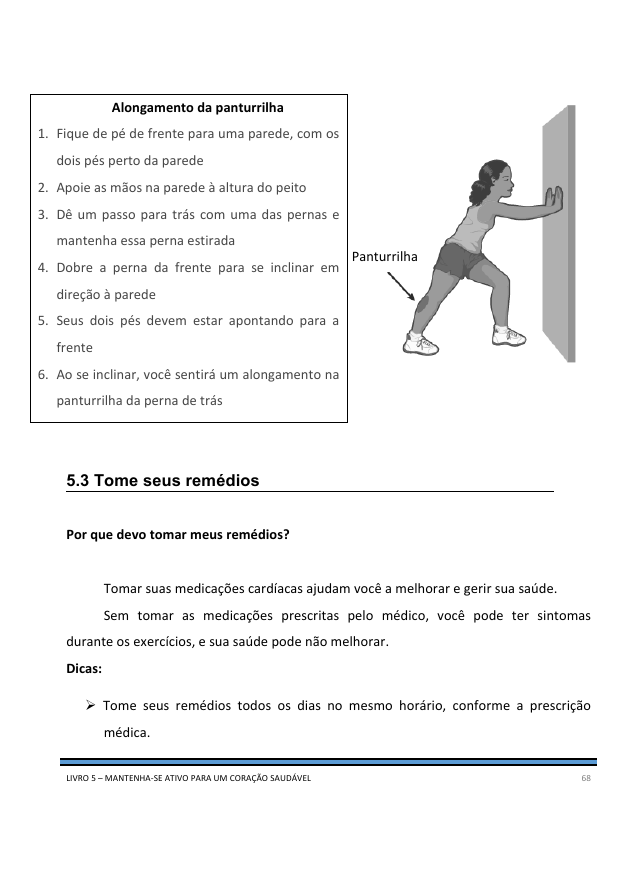 Alongamento da panturrilha
1. Fique de pé de frente para uma parede, com os
dois pés perto da parede
2. Apoie as mãos na parede à altura do peito
3. Dê um passo para trás com uma das pernas e
mantenha essa perna estirada
4. Dobre a perna da frente para se inclinar em
direção à parede
5. Seus dois pés devem estar apontando para a
frente
6. Ao se inclinar, você sentirá um alongamento na
panturrilha da perna de trás
Panturrilha
5.3 Tome seus remédios
Por que devo tomar meus remédios?
Tomar suas medicações cardíacas ajudam você a melhorar e gerir sua saúde.
Sem tomar as medicações prescritas pelo médico, você pode ter sintomas
durante os exercícios, e sua saúde pode não melhorar.
Dicas:
➢ Tome seus remédios todos os dias no mesmo horário, conforme a prescrição
médica.
LIVRO 5 – MANTENHA-SE ATIVO PARA UM CORAÇÃO SAUDÁVEL 68